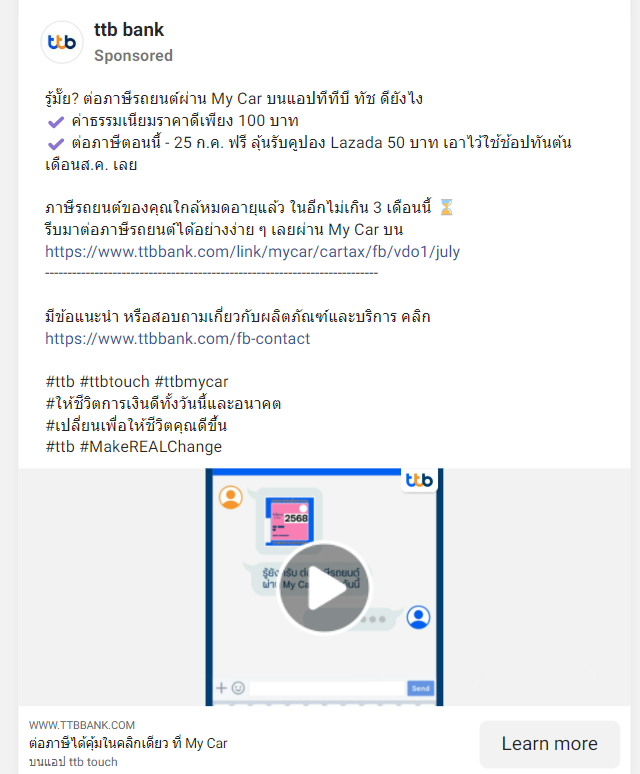 ttb
ttb bank
Sponsored
รู้มั๊ย? ต่อภาษีรถยนต์ผ่าน My Car บนแอปทีทีบี ทัช ดียังไง
ค่าธรรมเนียมราคาดีเพียง 100 บาท
ต่อภาษีตอนนี้ - 25 ก.ค. ฟรี ลุ้นรับคูปอง Lazada 50 บาท เอาไว้ใช้ช้อปทันต้น
เดือนส.ค. เลย
ภาษีรถยนต์ของคุณใกล้หมดอายุแล้ว ในอีกไม่เกิน 3 เดือนนี้ ⌛
รีบมาต่อภาษีรถยนต์ได้อย่างง่าย ๆ เลยผ่าน My Car บน
https://www.ttbbank.com/link/mycar/cartax/fb/vdo1/july
--------------------------------------------------------------------------
มีข้อแนะนำ หรือสอบถามเกี่ยวกับผลิตภัณฑ์และบริการ คลิก
https://www.ttbbank.com/fb-contact
#ttb #ttbtouch #ttbmycar
#ให้ชีวิตการเงินดีทั้งวันนี้และอนาคต
#เปลี่ยนเพื่อให้ชีวิตคุณดีขึ้น
#ttb #MakeREALChange
ttb
2568
รู้ยัง ครับ ต่อ ษีรถยนต์
ผ่าน My Ca วันนี้
Send
WWW.TTBBANK.COM
ต่อภาษีได้คุ้มในคลิกเดียว ที่ My Car
บนแอป ttb touch
Learn more